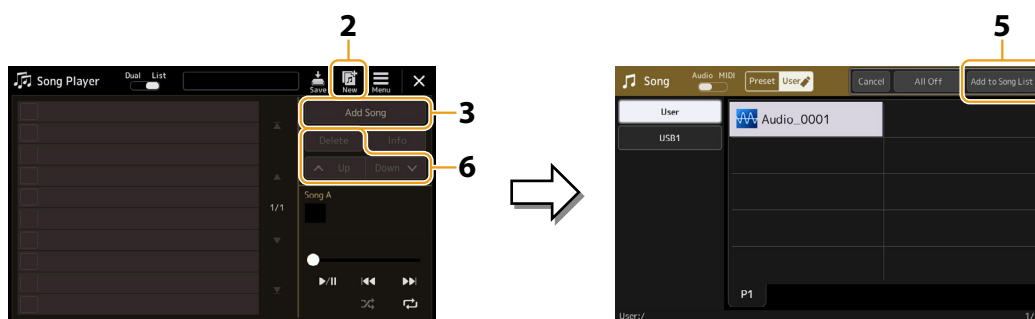 2
Song Player
Dual List
Save
New
Menu
Add Song
3
Delete
Info
Up
Down
6
1/1
Song A
5
Song
Audio MIDI
Preset
User
Cancel
All Off
Add to Song List
User
USB1
Audio_0001
P1
User:/